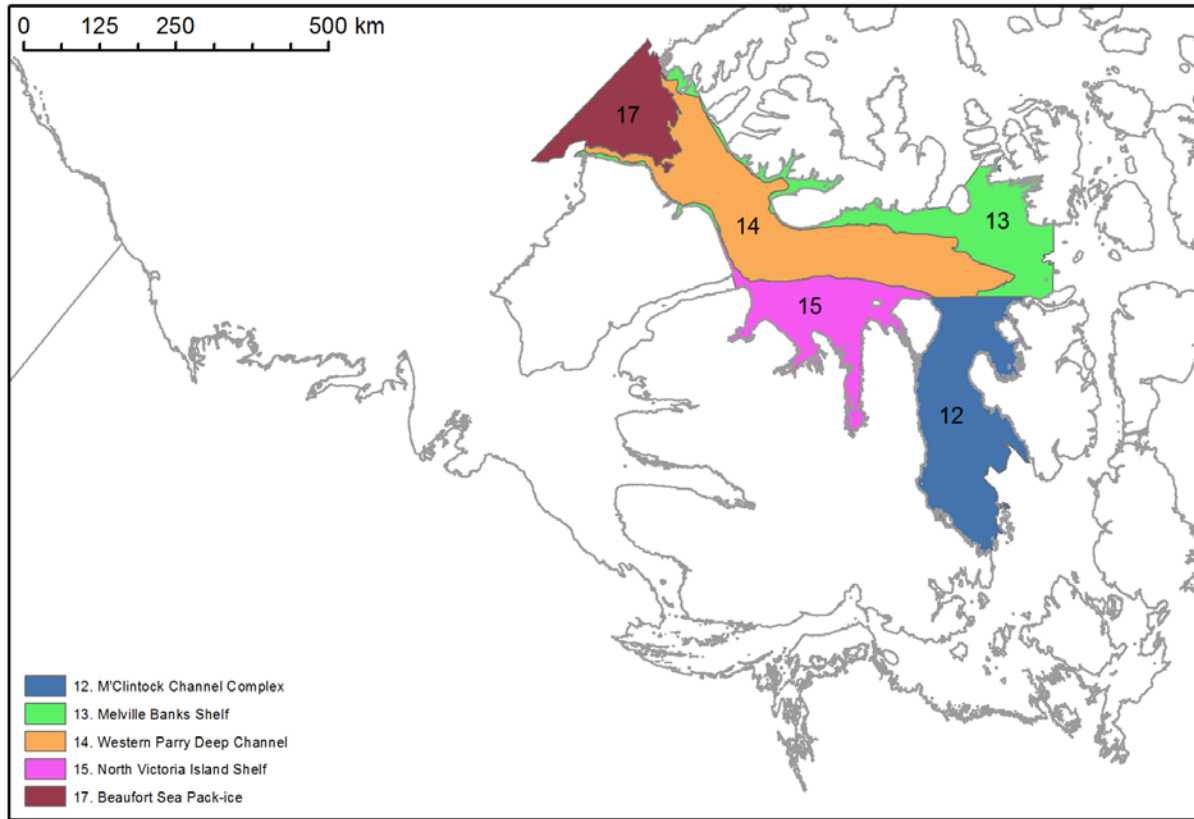 0 125 250 500 km
17
13
14
15
12
12. M'Clintock Channel Complex
13. Melville Banks Shelf
14. Western Parry Deep Channel
15. North Victoria Island Shelf
17. Beaufort Sea Pack-ice